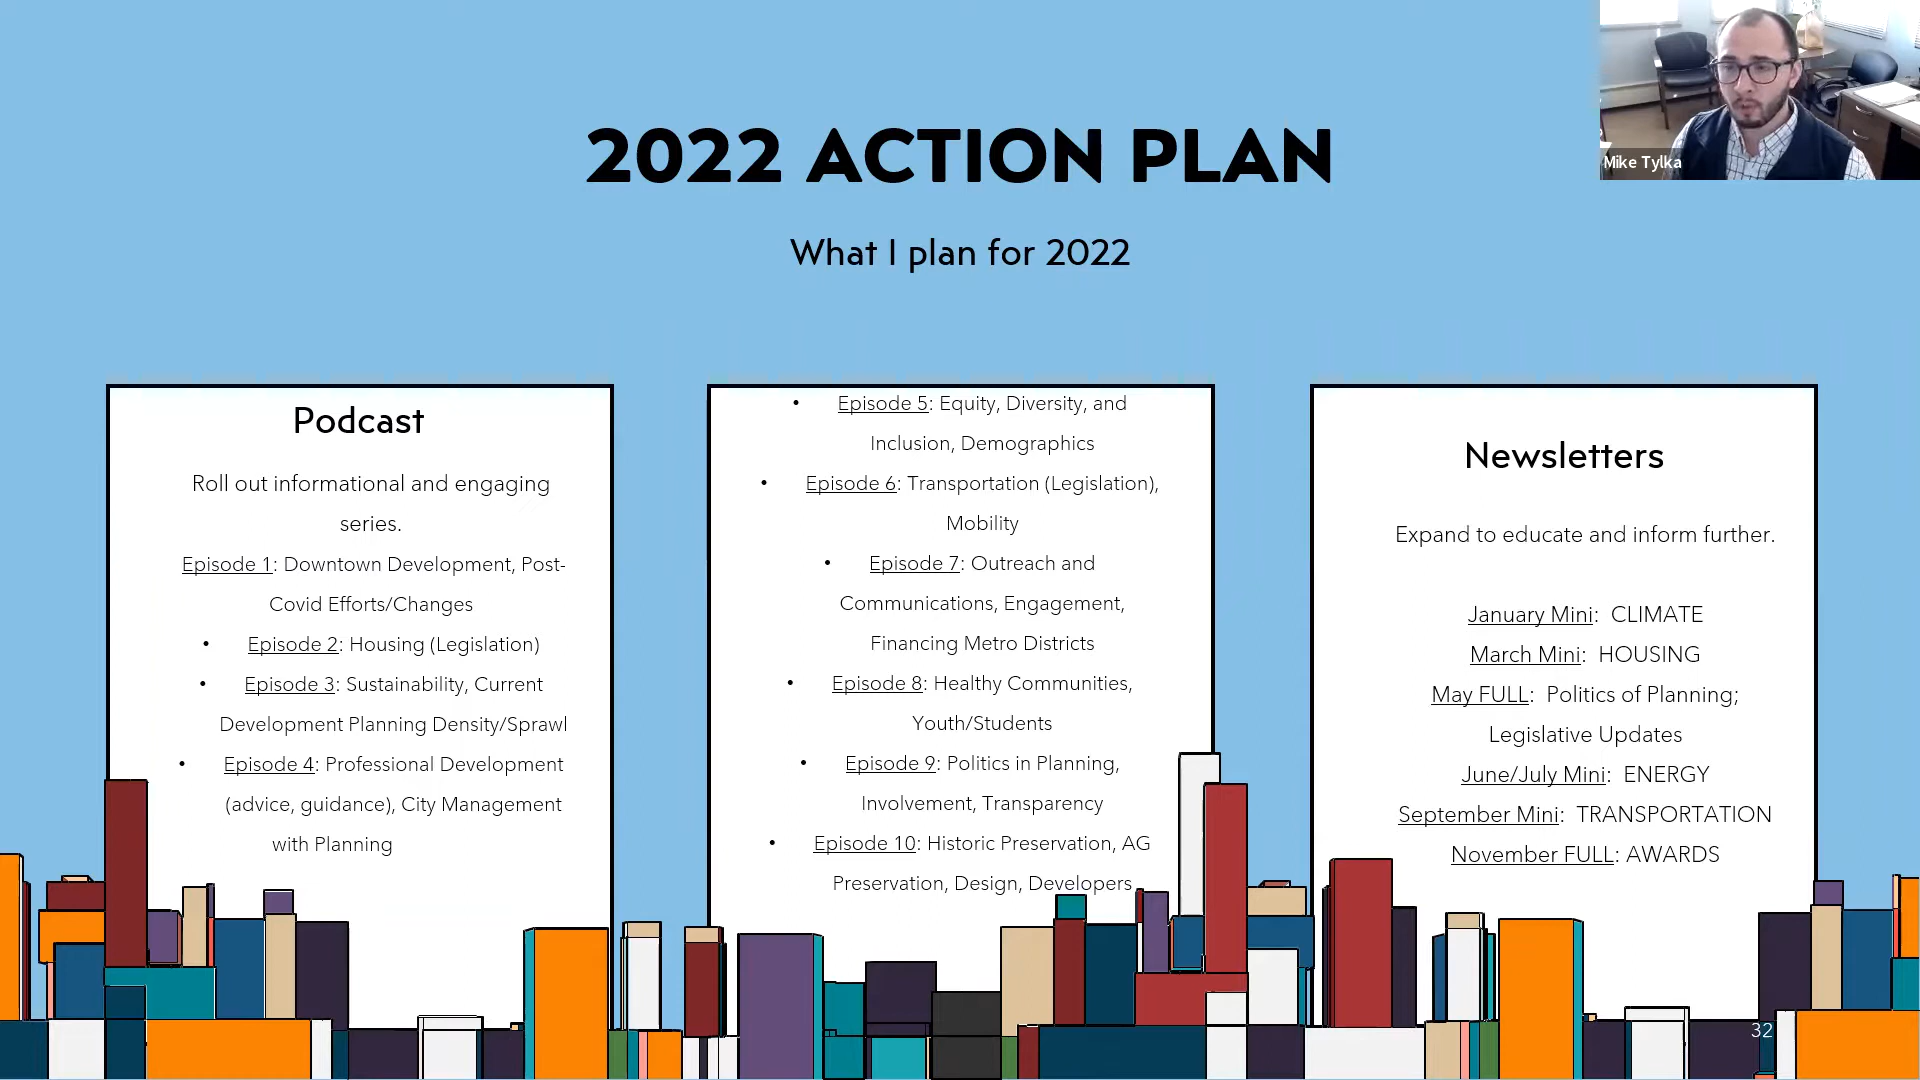 2022 ACTION PLAN
Mike Tylka
What I plan for 2022
Podcast
Roll out informational and engaging
series.
Episode 1: Downtown Development, Post-
Covid Efforts/Changes
• Episode 2: Housing (Legislation)
• Episode 3: Sustainability, Current
Development Planning Density/Sprawl
• Episode 4: Professional Development
(advice, guidance), City Management
with Planning
• Episode 5: Equity, Diversity, and
Inclusion, Demographics
• Episode 6: Transportation (Legislation),
Mobility
• Episode 7: Outreach and
Communications, Engagement,
Financing Metro Districts
• Episode 8: Healthy Communities,
Youth/Students
• Episode 9: Politics in Planning,
Involvement, Transparency
• Episode 10: Historic Preservation, AG
Preservation, Design, Developers
Newsletters
Expand to educate and inform further.
January Mini: CLIMATE
March Mini: HOUSING
May FULL: Politics of Planning;
Legislative Updates
June/July Mini: ENERGY
September Mini: TRANSPORTATION
November FULL: AWARDS
32